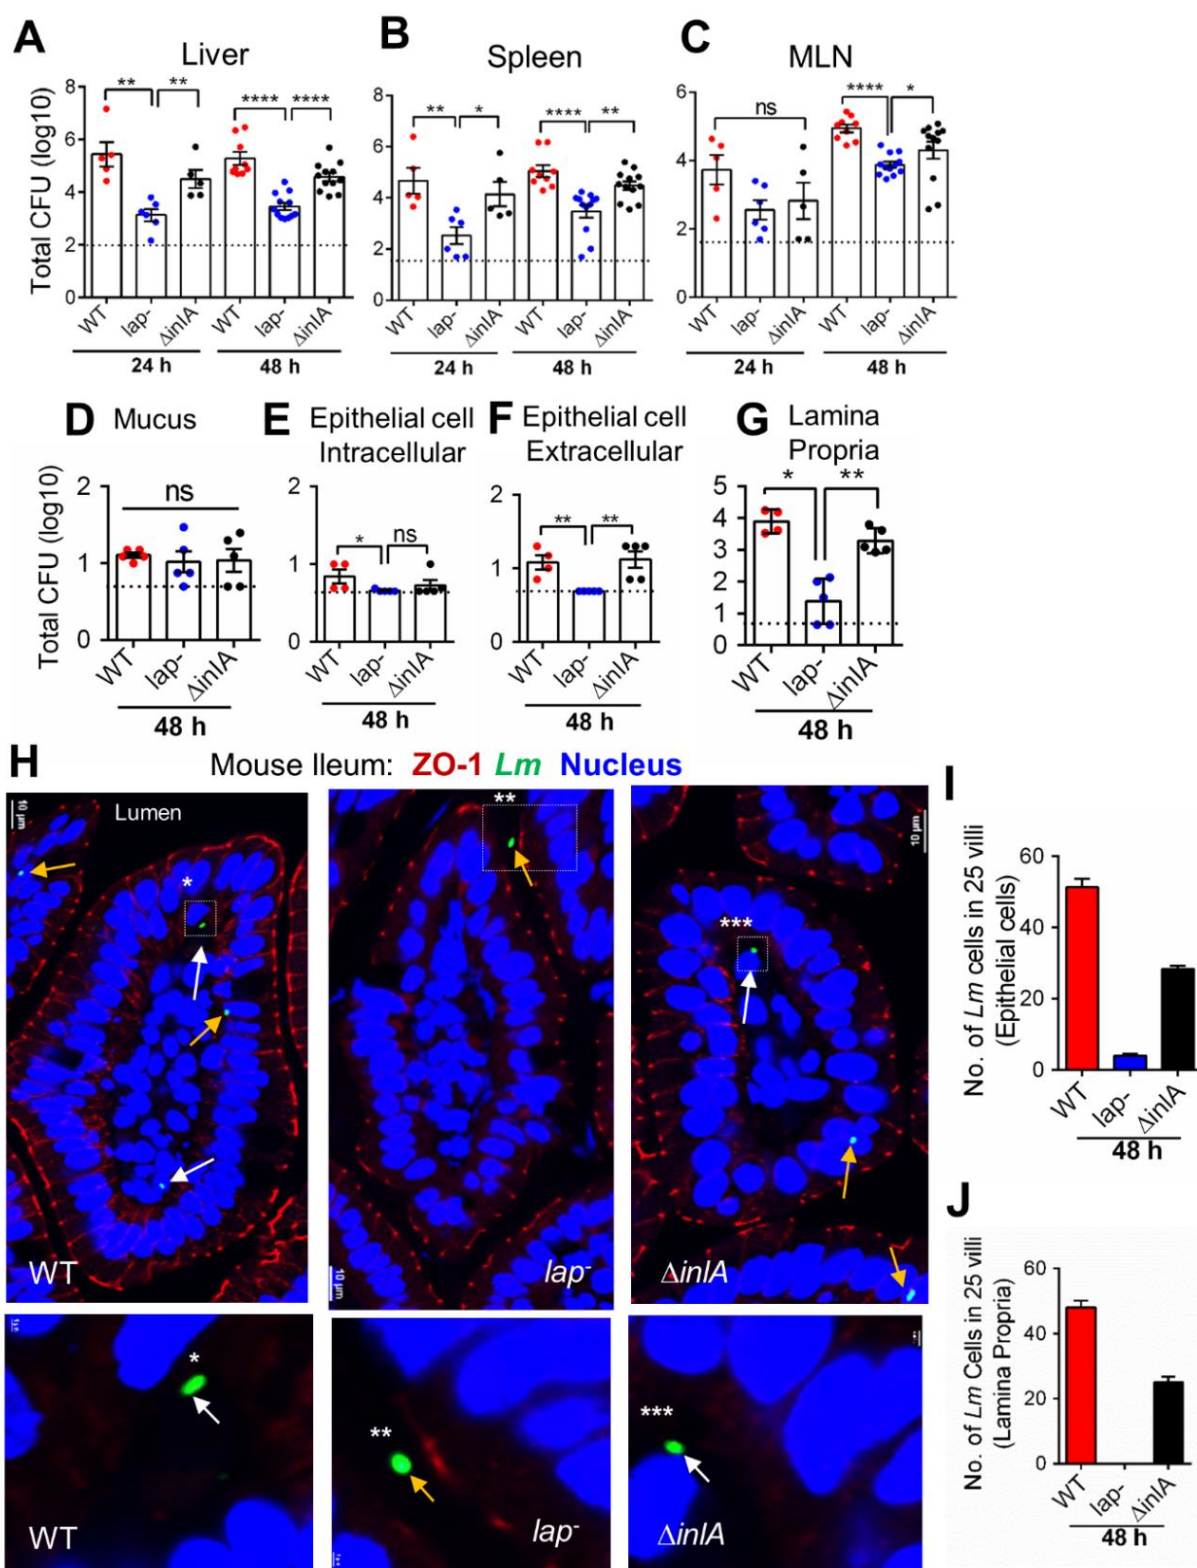 A
Liver
Total CFU (log10)
8
6
4
2
0
** **
**** ****
WT lap- ΔinlA WT lap- ΔinlA
24 h 48 h
B
Spleen
8
6
4
2
0
** *
**** **
WT lap- ΔinlA WT lap- ΔinlA
24 h 48 h
C
MLN
6
4
2
0
ns
**** *
WT lap- ΔinlA WT lap- ΔinlA
24 h 48 h
D Mucus
Total CFU (log10)
2
1
0
ns
WT lap- ΔinlA
48 h
E Epithelial cell
Intracellular
2
1
0
* ns
WT lap- ΔinlA
48 h
F Epithelial cell
Extracellular
2
1
0
** **
WT lap- ΔinlA
48 h
G Lamina
Propria
5
4
3
2
1
0
* **
WT lap- ΔinlA
48 h
H
Mouse Ileum: ZO-1 Lm Nucleus
10 µm
Lumen
*
WT
**
10 µm
lap-
***
10 µm
ΔinlA
*
WT
**
lap-
***
ΔinlA
I
No. of Lm cells in 25 villi
(Epithelial cells)
60
40
20
0
WT lap- ΔinlA
48 h
J
No. of Lm Cells in 25 villi
(Lamina Propria)
60
40
20
0
WT lap- ΔinlA
48 h